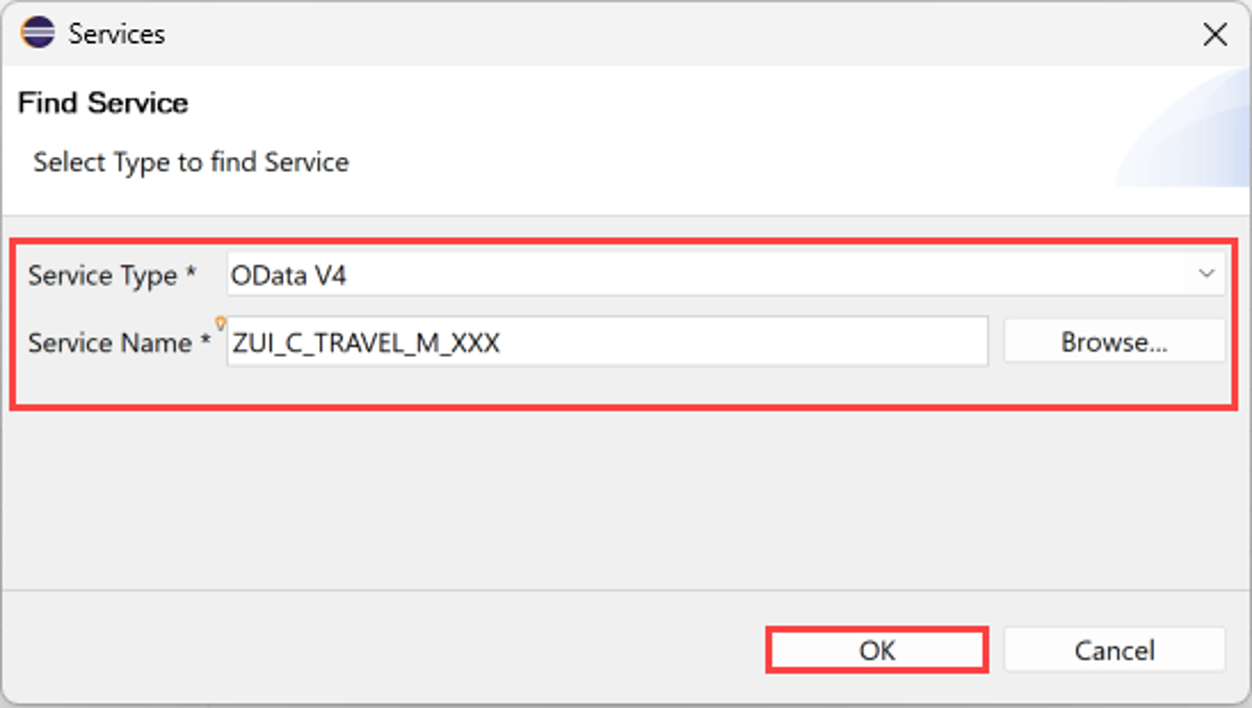 Services
Find Service
Select Type to find Service
Service Type * OData V4
Service Name * ZUI_C_TRAVEL_M_XXX Browse...
OK Cancel